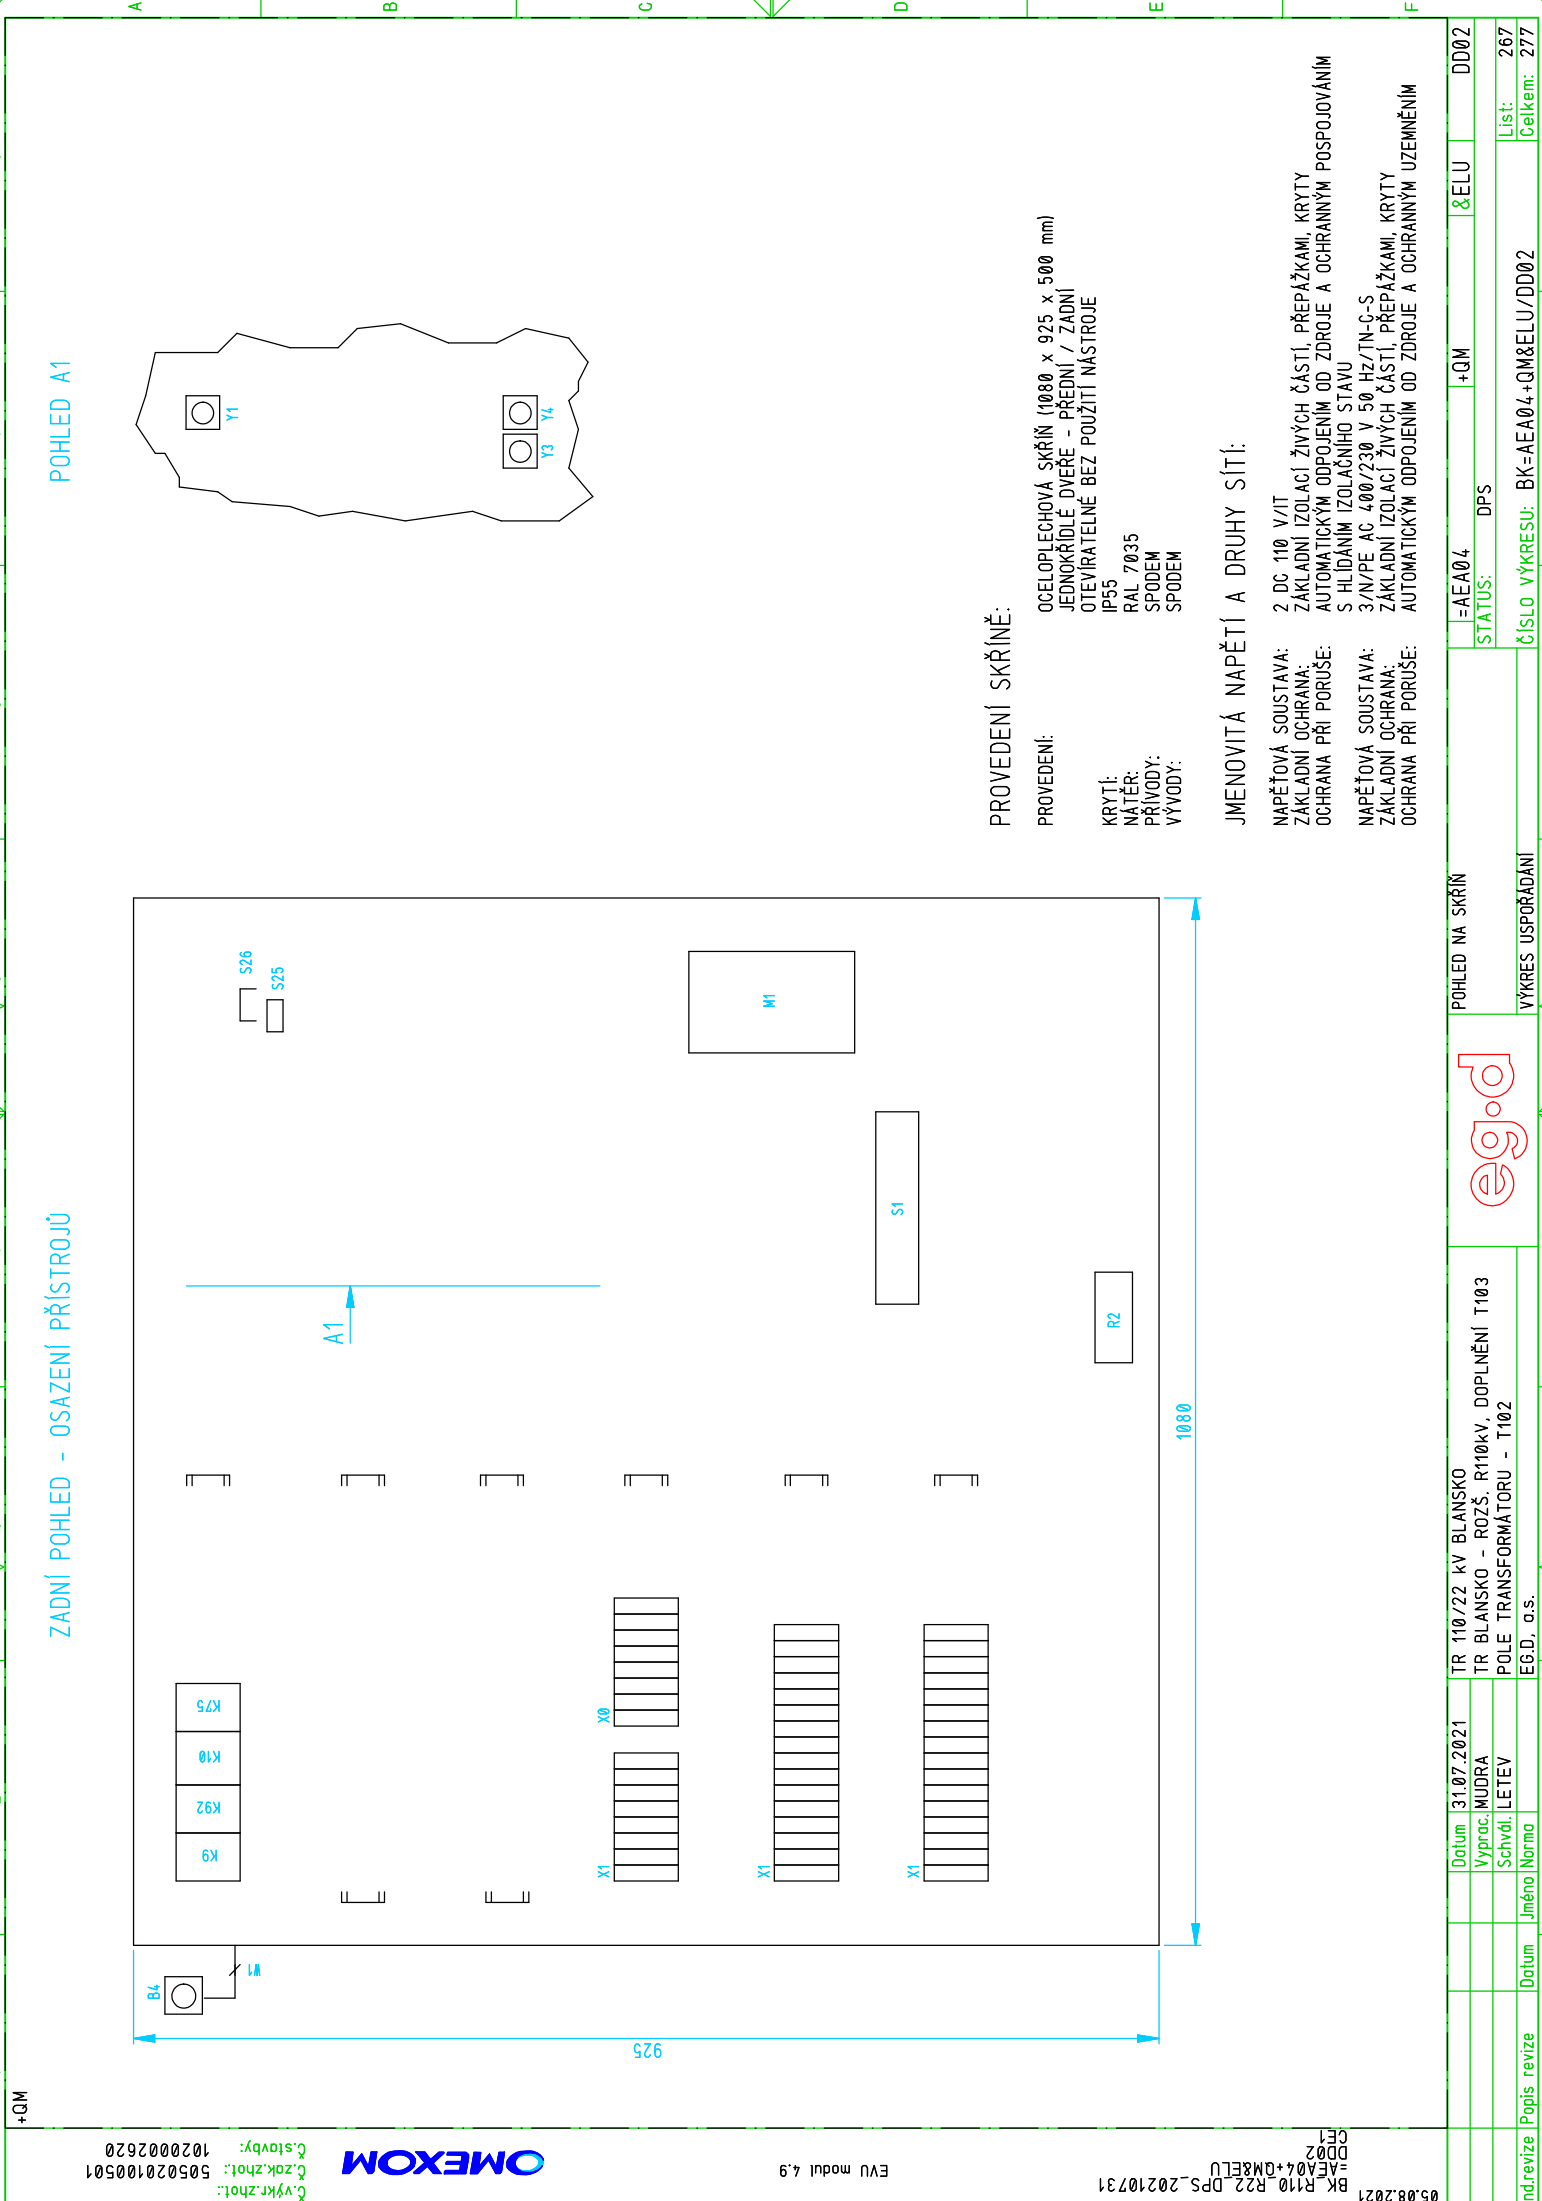 +QM
ZADNÍ POHLED - OSAZENÍ PŘÍSTROJŮ
POHLED A1
A
B
C
D
E
F
B4
W1
K9
K92
K10
K75
A1
S26
S25
Y1
Y3
Y4
X1
X0
X1
X1
M1
S1
R2
925
1080
PROVEDENÍ SKŘÍNĚ:
PROVEDENÍ: OCELOPLECHOVÁ SKŘÍŇ (1080 x 925 x 500 mm)
JEDNOKŘÍDLÉ DVEŘE - PŘEDNÍ / ZADNÍ
OTEVÍRATELNÉ BEZ POUŽITÍ NÁSTROJE
KRYTÍ: IP55
NÁTĚR: RAL 7035
PŘÍVODY: SPODEM
VÝVODY: SPODEM
JMENOVITÁ NAPĚTÍ A DRUHY SÍTÍ:
NAPĚŤOVÁ SOUSTAVA: 2 DC 110 V/IT
ZÁKLADNÍ OCHRANA: ZÁKLADNÍ IZOLACÍ ŽIVÝCH ČÁSTÍ, PŘEPÁŽKAMI, KRYTY
OCHRANA PŘI PORUŠE: AUTOMATICKÝM ODPOJENÍM OD ZDROJE A OCHRANNÝM POSPOJOVÁNÍM
S HLÍDÁNÍM IZOLAČNÍHO STAVU
NAPĚŤOVÁ SOUSTAVA: 3/N/PE AC 400/230 V 50 Hz/TN-C-S
ZÁKLADNÍ OCHRANA: ZÁKLADNÍ IZOLACÍ ŽIVÝCH ČÁSTÍ, PŘEPÁŽKAMI, KRYTY
OCHRANA PŘI PORUŠE: AUTOMATICKÝM ODPOJENÍM OD ZDROJE A OCHRANNÝM UZEMNĚNÍM
Č.výkr.zhot.:
Č.zak.zhot.: 505020100501
Č.stavby: 1020002620
OMEXOM
EVU modul 4.9
05.08.2021
BK_R110_R22_DPS_20210731
=AEA04+QM&ELU
DD02
CE1
nd.revize
Popis revize
Datum
Jméno
Datum 31.07.2021
Vyprac. MUDRA
Schvál. LETEV
Norma
TR 110/22 kV BLANSKO
TR BLANSKO - ROZŠ. R110kV, DOPLNĚNÍ T103
POLE TRANSFORMÁTORU - T102
EG.D, a.s.
eg·d
POHLED NA SKŘÍŇ
VÝKRES USPOŘÁDÁNÍ
=AEA04
+QM
&ELU
DD02
STATUS: DPS
ČÍSLO VÝKRESU: BK=AEA04+QM&ELU/DD02
List: 267
Celkem: 277